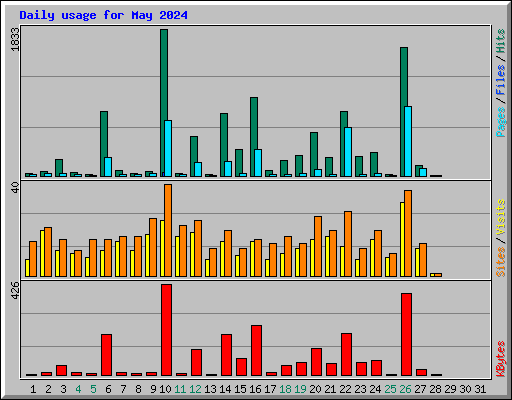 Daily usage for May 2024
1833
Pages / Files / Hits
40
Sites / Visits
426
KBytes
1 2 3 4 5 6 7 8 9 10 11 12 13 14 15 16 17 18 19 20 21 22 23 24 25 26 27 28 29 30 31